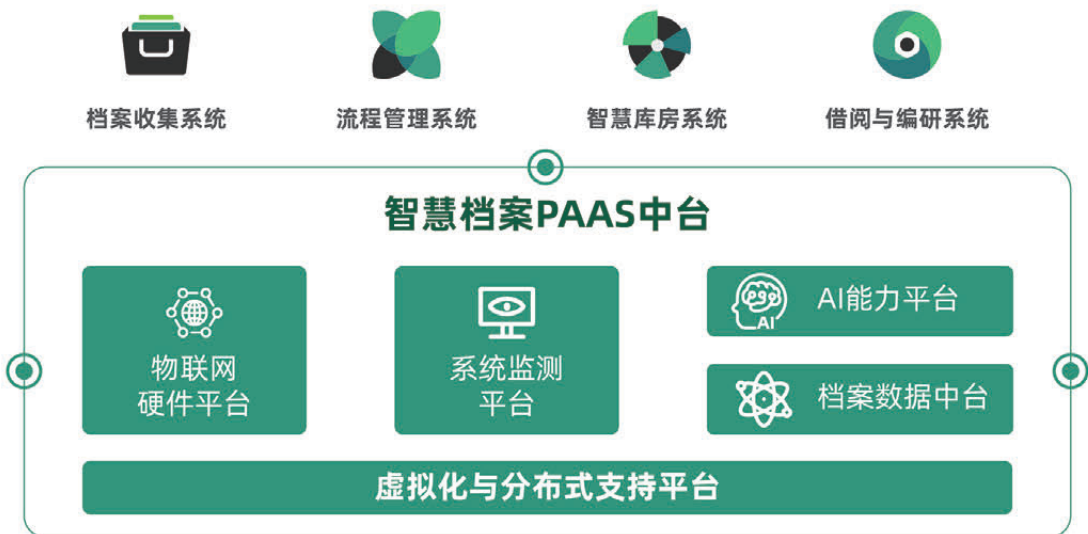 档案收集系统
流程管理系统
智慧库房系统
借阅与编研系统
智慧档案PAAS中台
物联网
硬件平台
系统监测
平台
AI
AI能力平台
档案数据中台
虚拟化与分布式支持平台